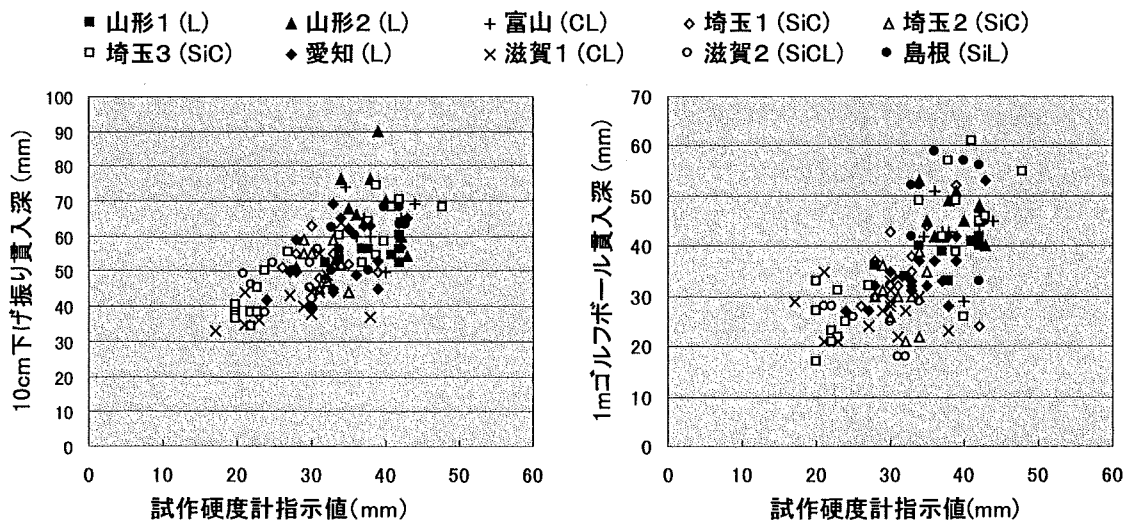 ■ 山形1 (L) ▲ 山形2 (L) + 富山 (CL) ◇ 埼玉1 (SiC) △ 埼玉2 (SiC)
□ 埼玉3 (SiC) ◆ 愛知 (L) × 滋賀1 (CL) ○ 滋賀2 (SiCL) ● 島根 (SiL)
10cm下げ振り貫入深 (mm)
100
90
80
70
60
50
40
30
20
10
0
0 10 20 30 40 50 60
試作硬度計指示値(mm)
1mゴルフボール貫入深 (mm)
70
60
50
40
30
20
10
0
0 10 20 30 40 50 60
試作硬度計指示値(mm)